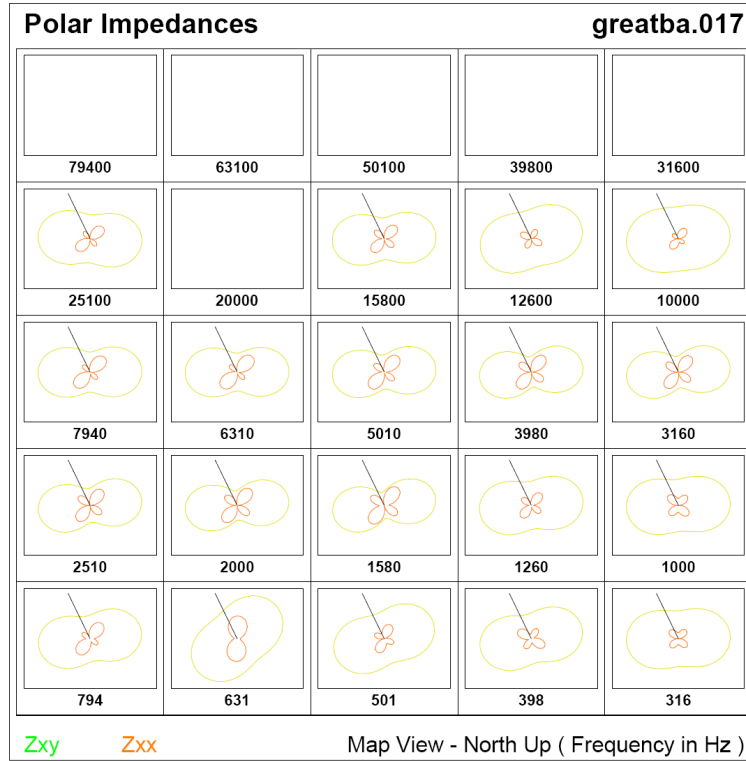 Polar Impedances greatba.017
79400 63100 50100 39800 31600
25100 20000 15800 12600 10000
7940 6310 5010 3980 3160
2510 2000 1580 1260 1000
794 631 501 398 316
Zxy Zxx Map View - North Up ( Frequency in Hz )